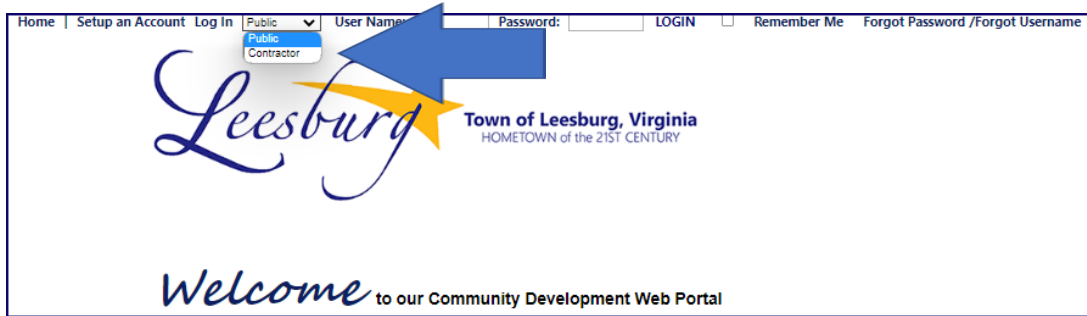 Home | Setup an Account Log In Public User Name: Password: LOGIN Remember Me Forgot Password /Forgot Username
Public
Contractor
Leesburg
Town of Leesburg, Virginia
HOMETOWN of the 21ST CENTURY
Welcome to our Community Development Web Portal